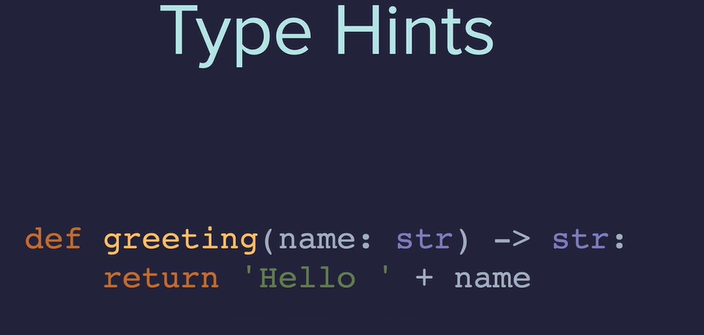 Type Hints
def greeting(name: str) -> str:
    return 'Hello ' + name